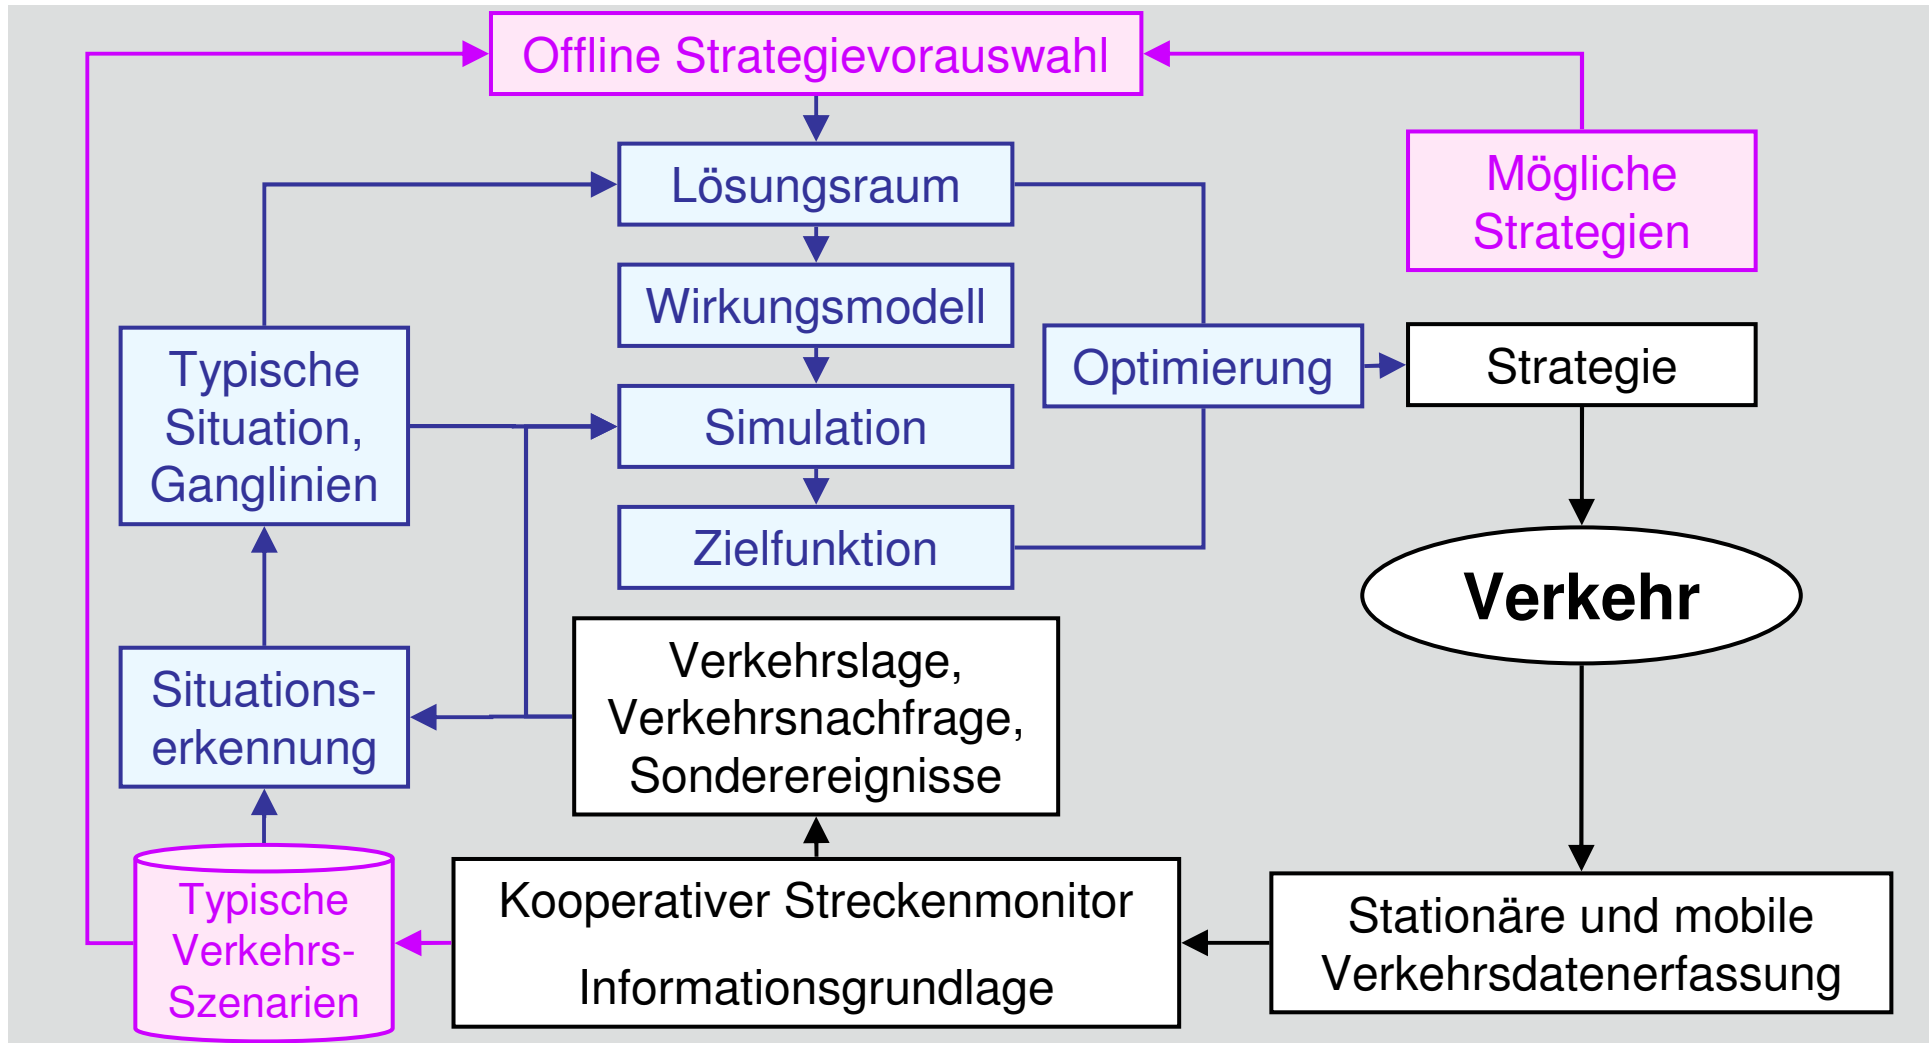 Offline Strategievorauswahl
Lösungsraum
Mögliche
Strategien
Wirkungsmodell
Typische
Situation,
Ganglinien
Optimierung
Strategie
Simulation
Zielfunktion
Verkehr
Situations-
erkennung
Verkehrslage,
Verkehrsnachfrage,
Sonderereignisse
Typische
Verkehrs-
Szenarien
Kooperativer Streckenmonitor
Informationsgrundlage
Stationäre und mobile
Verkehrsdatenerfassung